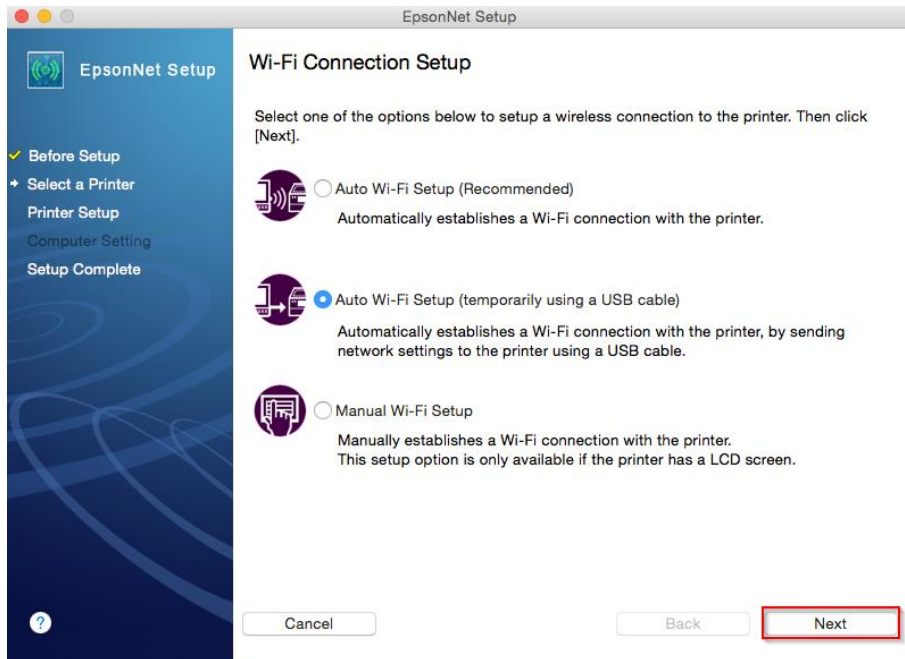 EpsonNet Setup
EpsonNet Setup
Before Setup
Select a Printer
Printer Setup
Computer Setting
Setup Complete
?
Wi-Fi Connection Setup
Select one of the options below to setup a wireless connection to the printer. Then click
[Next].
Auto Wi-Fi Setup (Recommended)
Automatically establishes a Wi-Fi connection with the printer.
Auto Wi-Fi Setup (temporarily using a USB cable)
Automatically establishes a Wi-Fi connection with the printer, by sending
network settings to the printer using a USB cable.
Manual Wi-Fi Setup
Manually establishes a Wi-Fi connection with the printer.
This setup option is only available if the printer has a LCD screen.
Cancel
Back
Next